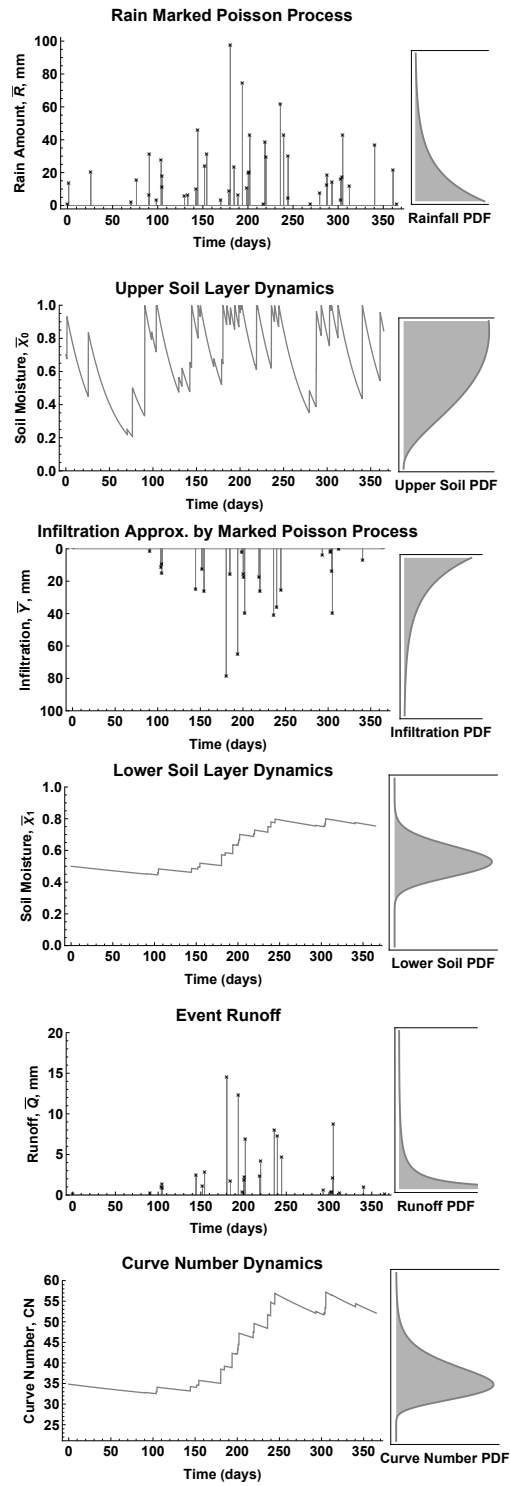 Rain Marked Poisson Process
Rain Amount, R̅, mm
100
80
60
40
20
0
0 50 100 150 200 250 300 350
Time (days)
Rainfall PDF
Upper Soil Layer Dynamics
Soil Moisture, x̅0
1.0
0.8
0.6
0.4
0.2
0.0
0 50 100 150 200 250 300 350
Time (days)
Upper Soil PDF
Infiltration Approx. by Marked Poisson Process
Infiltration, Y̅, mm
0
20
40
60
80
100
0 50 100 150 200 250 300 350
Time (days)
Infiltration PDF
Lower Soil Layer Dynamics
Soil Moisture, x̅1
1.0
0.8
0.6
0.4
0.2
0.0
0 50 100 150 200 250 300 350
Time (days)
Lower Soil PDF
Event Runoff
Runoff, Q̅, mm
20
15
10
5
0
0 50 100 150 200 250 300 350
Time (days)
Runoff PDF
Curve Number Dynamics
Curve Number, CN
60
55
50
45
40
35
30
25
0 50 100 150 200 250 300 350
Time (days)
Curve Number PDF